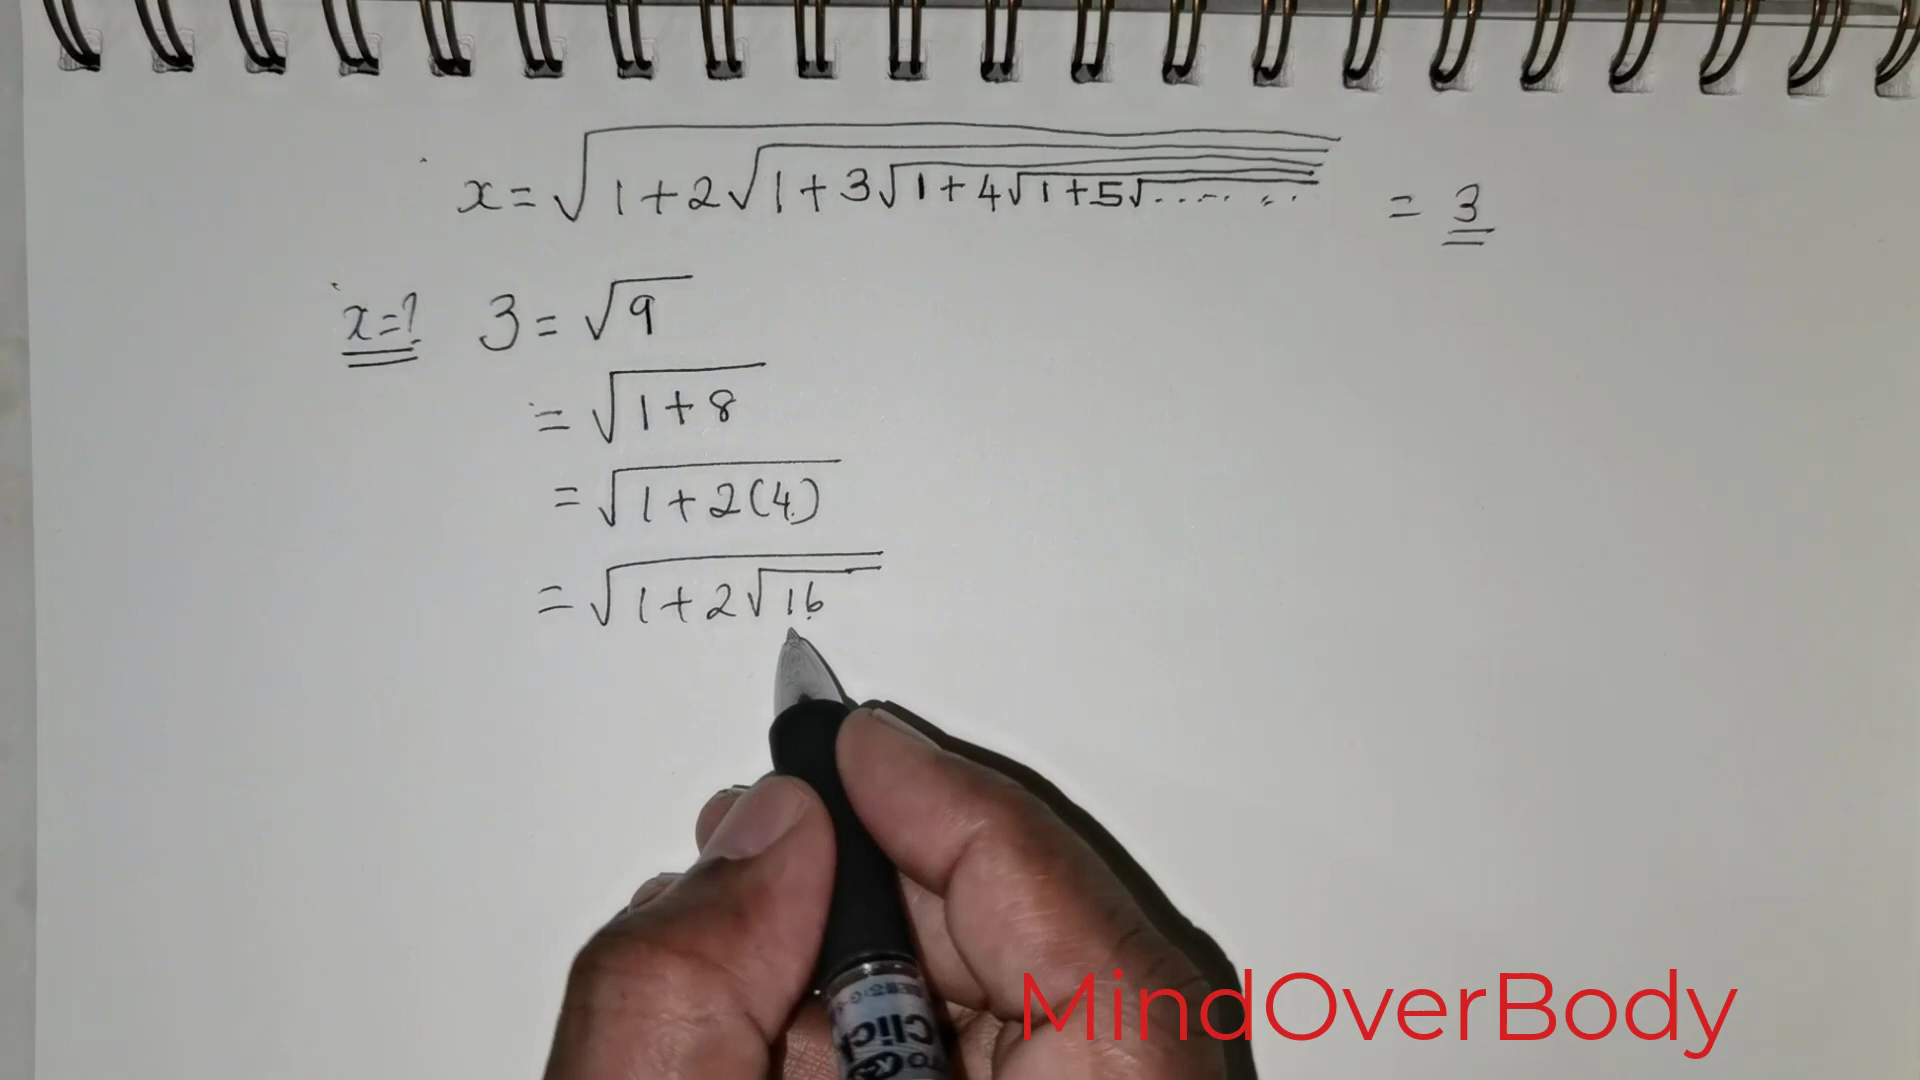 x = √(1+2√(1+3√(1+4√(1+5√...... = 3
x=? 3 = √9
= √(1+8)
= √(1+2(4))
= √(1+2√16)
Click
MindOverBody